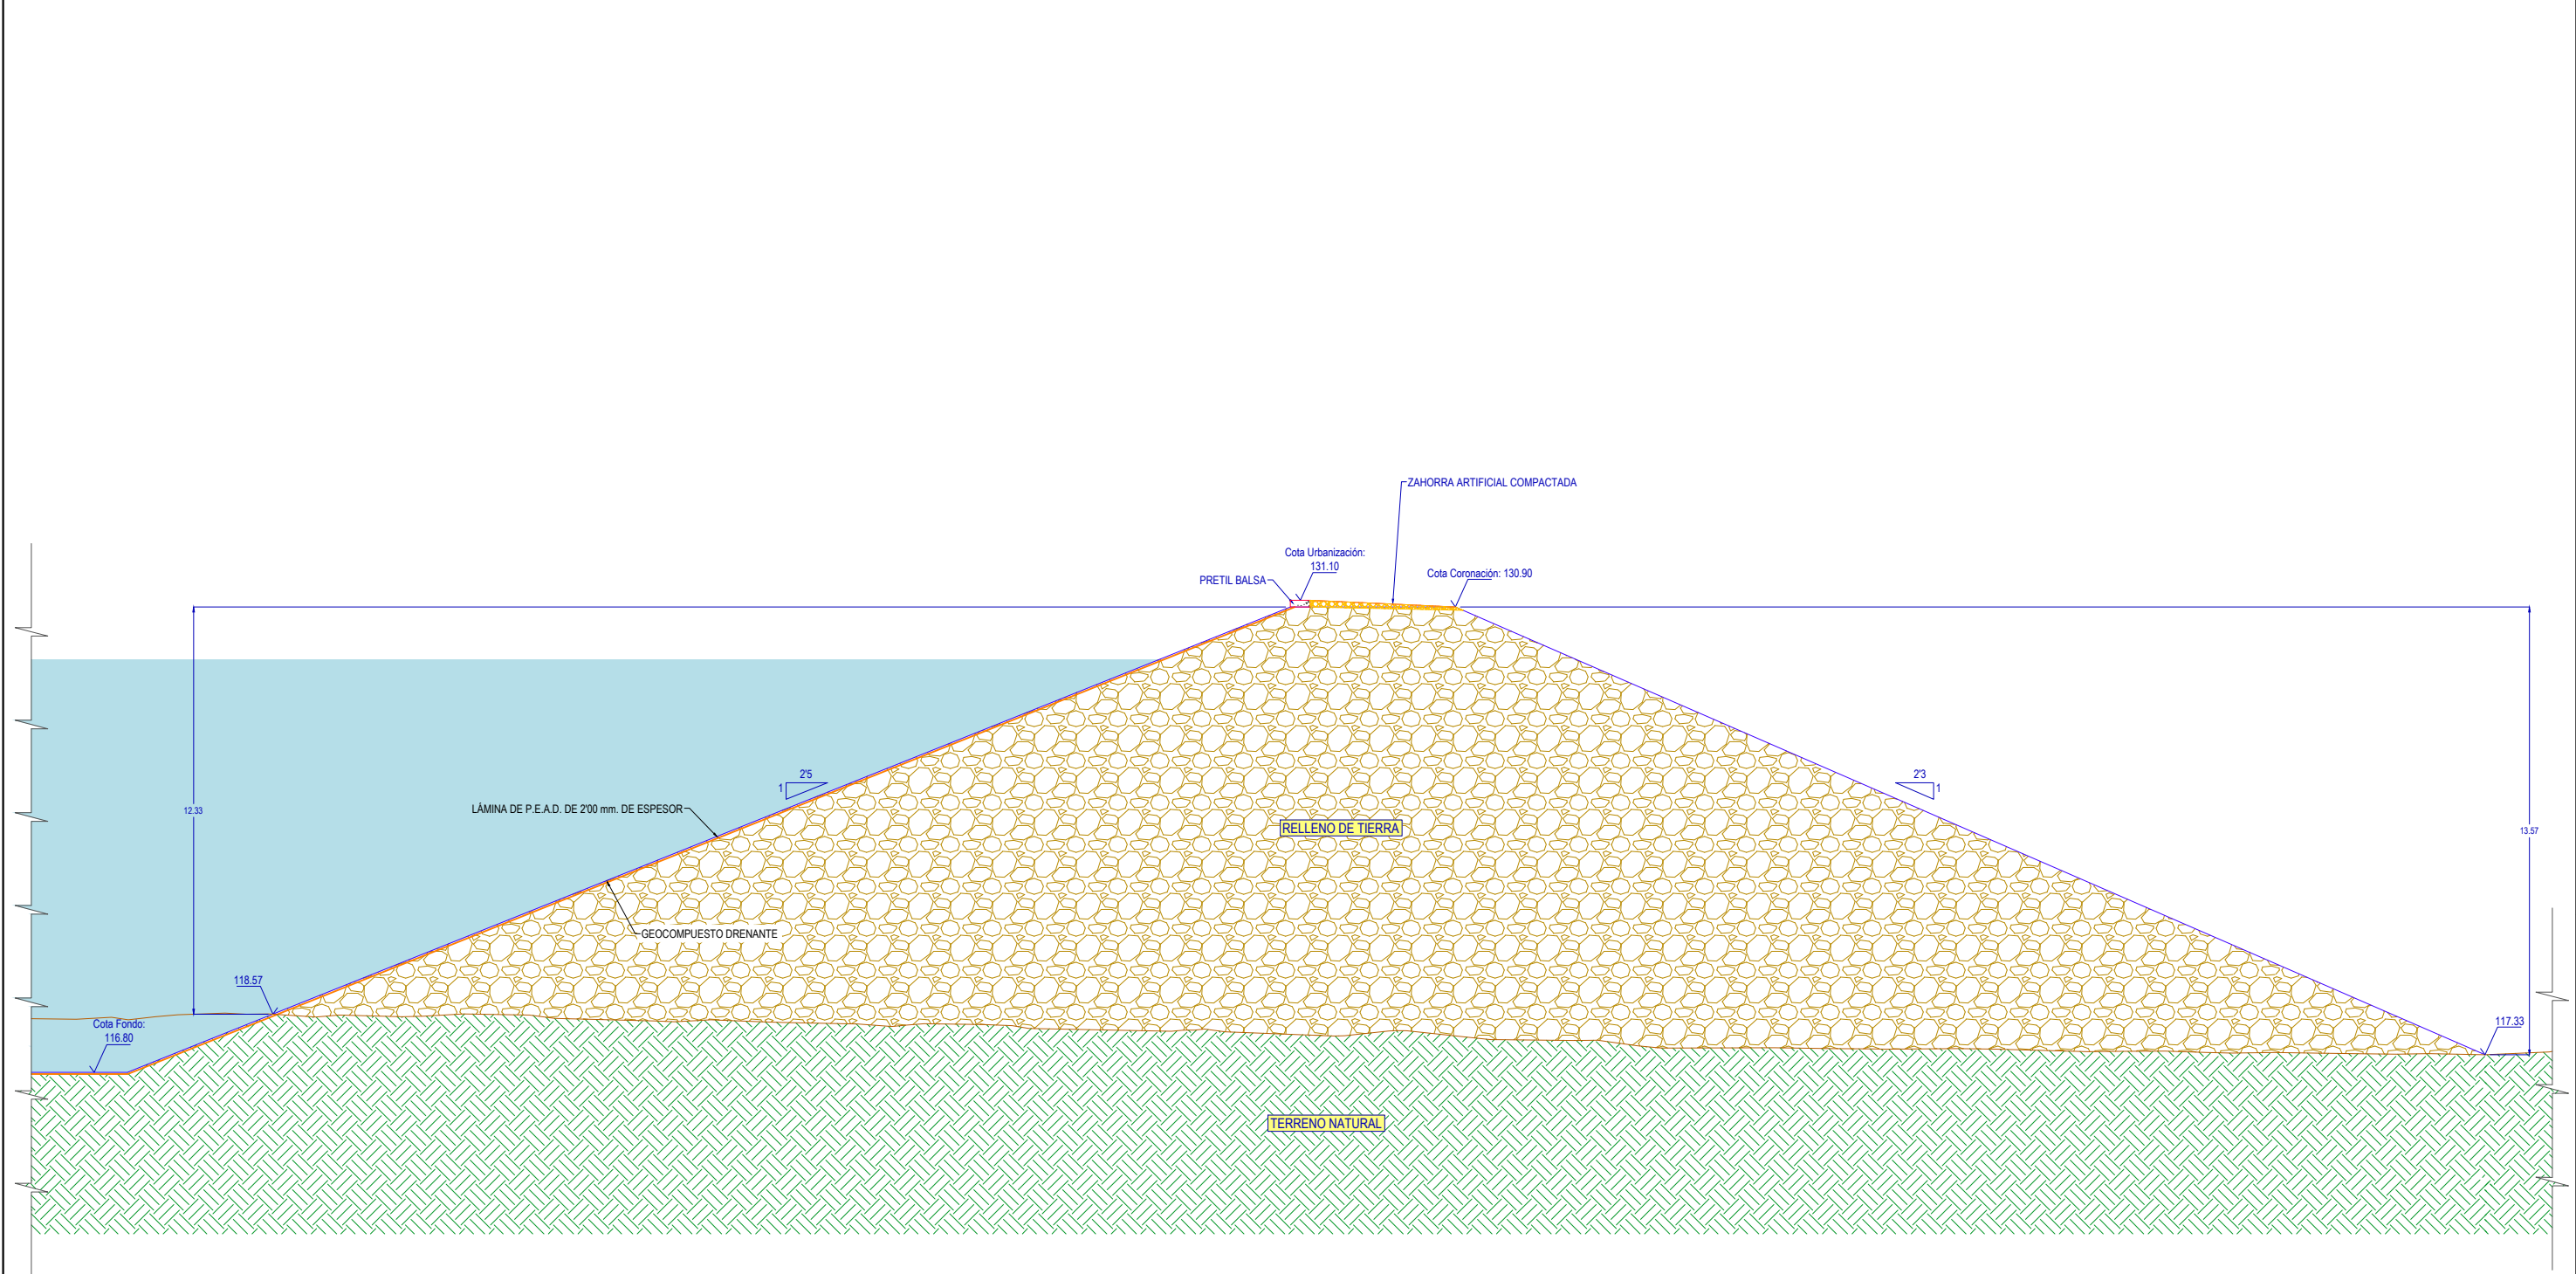 ZAHORRA ARTIFICIAL COMPACTADA
Cota Urbanización:
131.10
PRETIL BALSA
Cota Coronación: 130.90
2'5
1
2'3
1
12.33
LÁMINA DE P.E.A.D. DE 2'00 mm. DE ESPESOR
RELLENO DE TIERRA
13.57
GEOCOMPUESTO DRENANTE
118.57
Cota Fondo:
116.80
117.33
TERRENO NATURAL